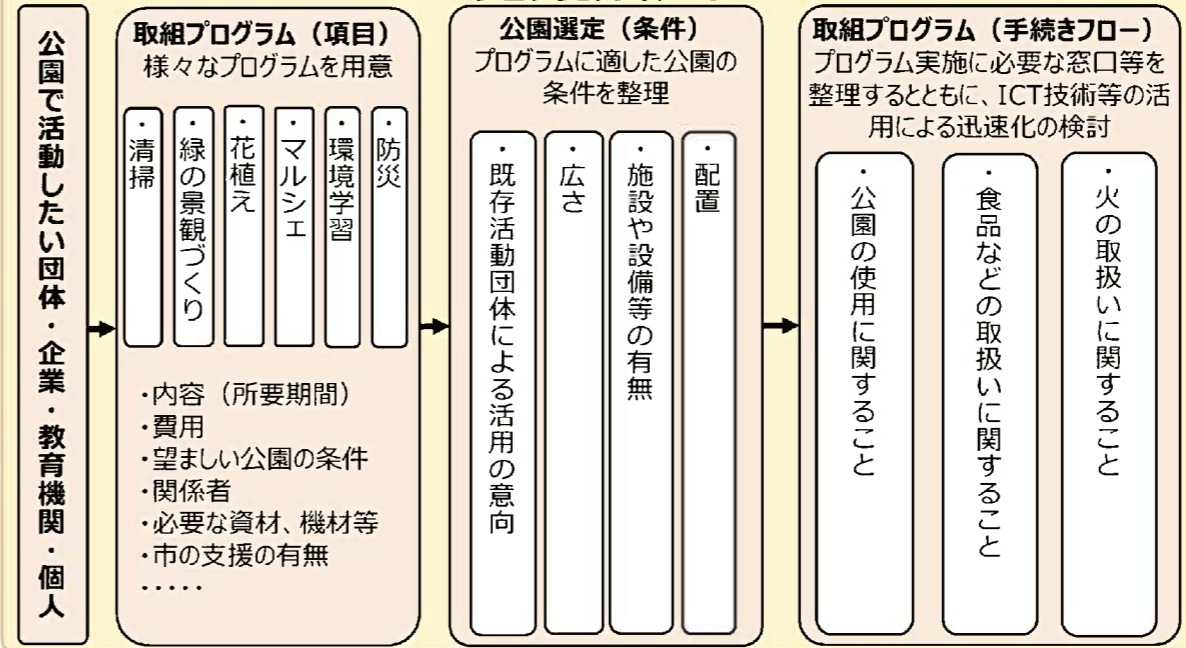 公園で活動したい団体・企業・教育機関・個人
取組プログラム（項目）
様々なプログラムを用意
・清掃
・緑の景観づくり
・花植え
・マルシェ
・環境学習
・防災
・内容（所要期間）
・費用
・望ましい公園の条件
・関係者
・必要な資材、機材等
・市の支援の有無
・・・・・
公園選定（条件）
プログラムに適した公園の
条件を整理
・既存活動団体による活用の意向
・広さ
・施設や設備等の有無
・配置
取組プログラム（手続きフロー）
プログラム実施に必要な窓口等を
整理するとともに、ICT技術等の活
用による迅速化の検討
・公園の使用に関すること
・食品などの取扱いに関すること
・火の取扱いに関すること